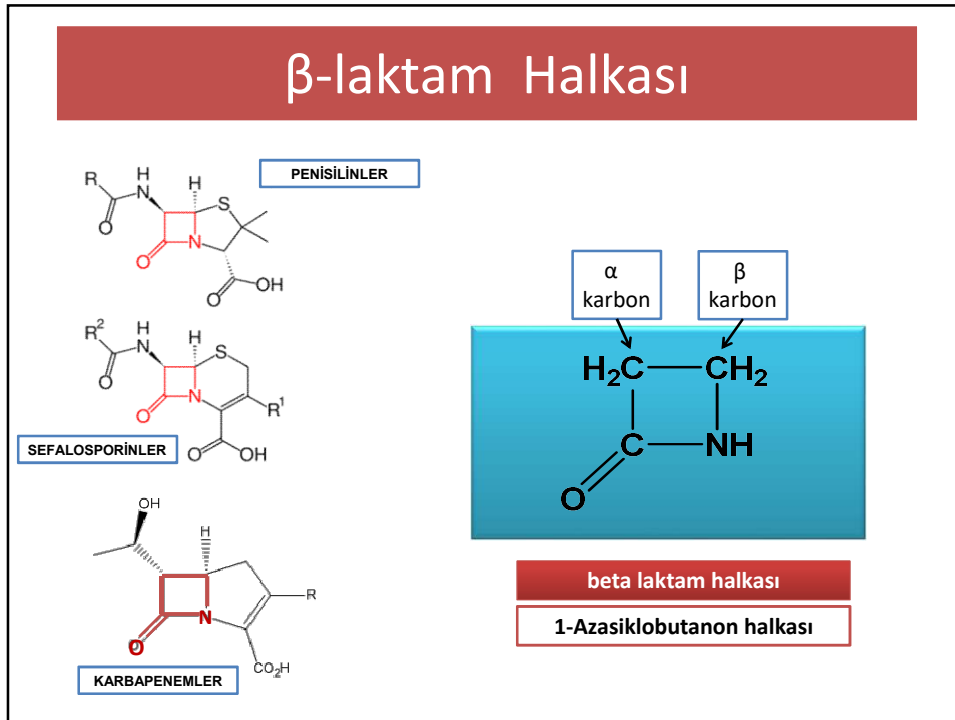 β-laktam Halkası
PENİSİLİNLER
R
H
N
O
H
S
N
O
O
OH
R²
H
N
O
H
S
N
O
R¹
O
OH
SEFALOSPORİNLER
OH
H
N
O
R
CO₂H
KARBAPENEMLER
α
karbon
β
karbon
H₂C
CH₂
C
NH
O
beta laktam halkası
1-Azasiklobutanon halkası